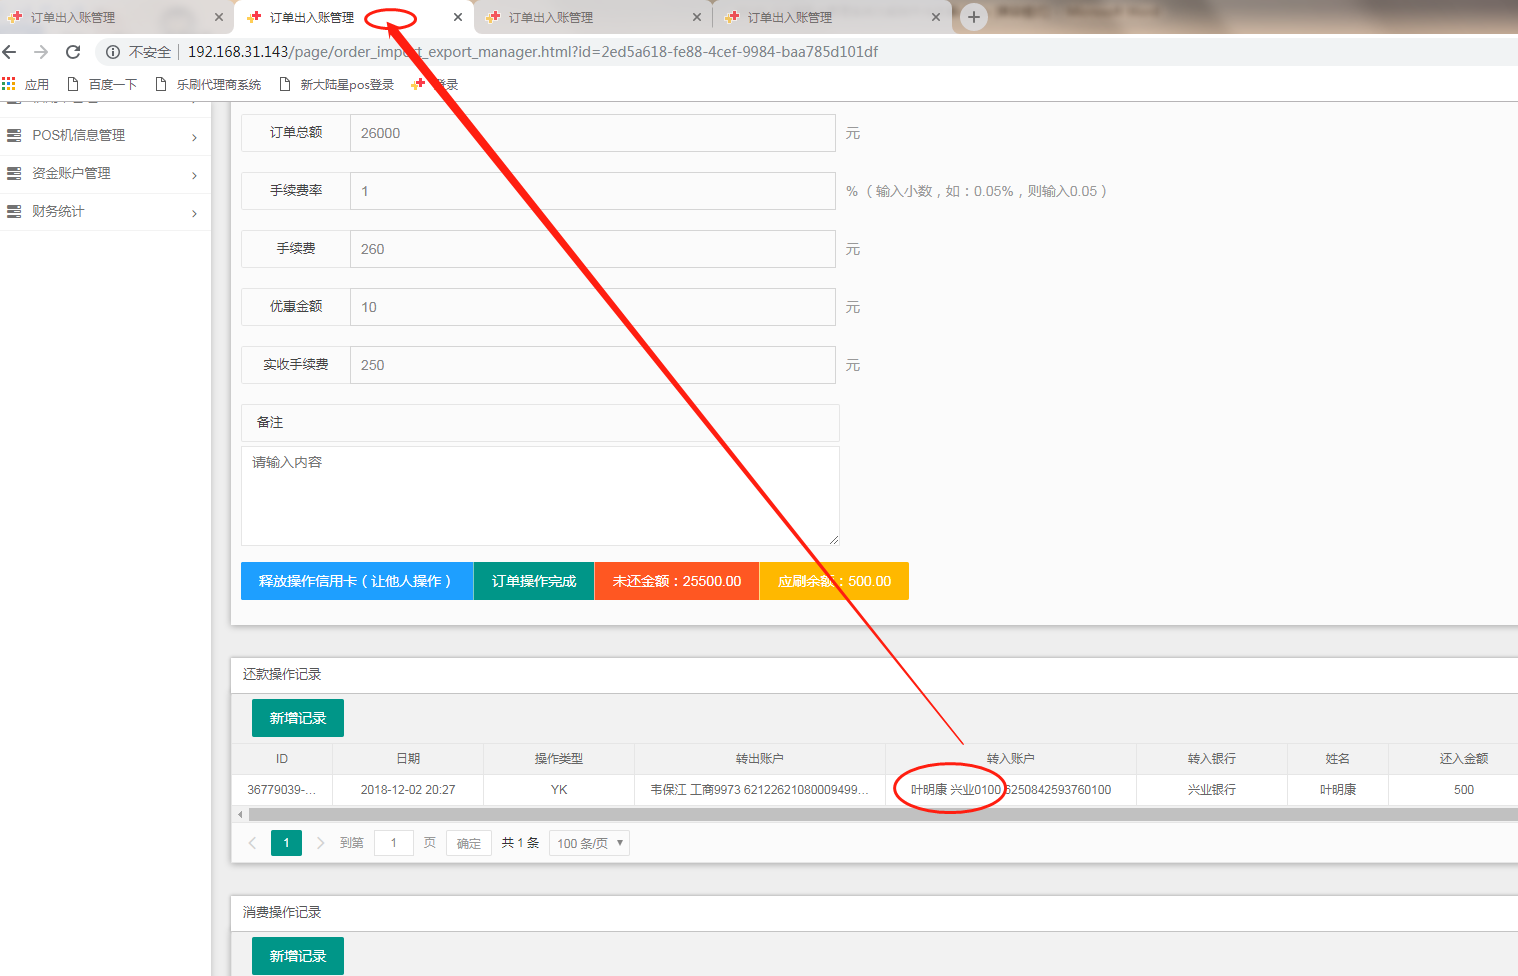 订单出入账管理
订单出入账管理
订单出入账管理
订单出入账管理
不安全 192.168.31.143/page/order_import_export_manager.html?id=2ed5a618-fe88-4cef-9984-baa785d101df
应用 百度一下 乐刷代理商系统 新大陆星pos登录 登录
POS机信息管理
资金账户管理
财务统计
订单总额 26000 元
手续费率 1 %（输入小数，如：0.05%，则输入0.05）
手续费 260 元
优惠金额 10 元
实收手续费 250 元
备注
请输入内容
释放操作信用卡（让他人操作） 订单操作完成 未还金额：25500.00 应刷余额：500.00
还款操作记录
新增记录
ID 日期 操作类型 转出账户 转入账户 转入银行 姓名 还入金额
36779039-... 2018-12-02 20:27 YK 韦保江 工商9973 62122621080009499... 叶明康 兴业0100 6250842593760100 兴业银行 叶明康 500
1 到第 1 页 确定 共 1 条 100 条/页
消费操作记录
新增记录